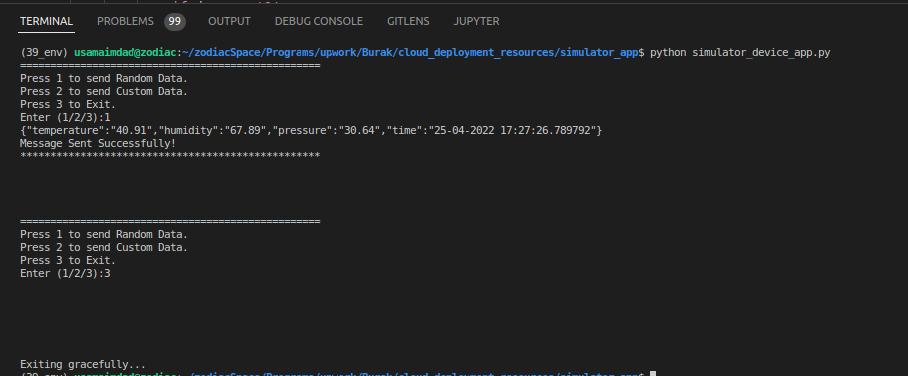 TERMINAL PROBLEMS 99 OUTPUT DEBUG CONSOLE GITLENS JUPYTER
(39_env) usamaimdad@zodiac:~/zodiacSpace/Programs/upwork/Burak/cloud_deployment_resources/simulator_app$ python simulator_device_app.py
==================================================
Press 1 to send Random Data.
Press 2 to send Custom Data.
Press 3 to Exit.
Enter (1/2/3):1
{"temperature":"40.91","humidity":"67.89","pressure":"30.64","time":"25-04-2022 17:27:26.789792"}
Message Sent Successfully!
**************************************************
==================================================
Press 1 to send Random Data.
Press 2 to send Custom Data.
Press 3 to Exit.
Enter (1/2/3):3
Exiting gracefully...
(39_env) usamaimdad@zodiac:~/zodiacSpace/Programs/upwork/Burak/cloud_deployment_resources/simulator_app$